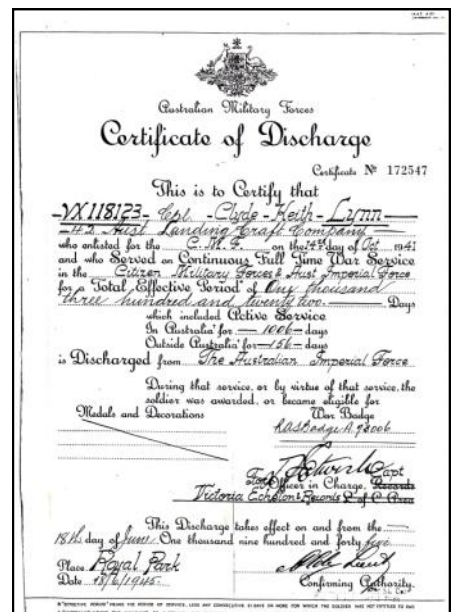 Australian Military Forces
Certificate of Discharge
Certificate № 172547
This is to Certify that
-VX118123- Cpl -Clyde-Keith-Lynn-
42 Aust Landing Craft Company
who enlisted for the C.M.F. on the day of Oct 1941
and who Served on Continuous Full Time War Service
in the Citizen Military Forces & Aust Imperial Force
for a Total Effective Period of One thousand
three hundred and twenty two. Days
which included Active Service
In Australia for — 1006 — days
Outside Australia for — 156 — days
is Discharged from The Australian Imperial Force
During that service, or by virtue of that service, the
soldier was awarded, or became eligible for
Medals and Decorations
War Badge
RAS Badge A.
Capt
For Officer in Charge, Records
Victoria Echelon & Records L of C Area
This Discharge takes effect on and from the
18th day of June One thousand nine hundred and forty five
Place Royal Park
Date 18/6/1945.
Lieut
Confirming Authority.